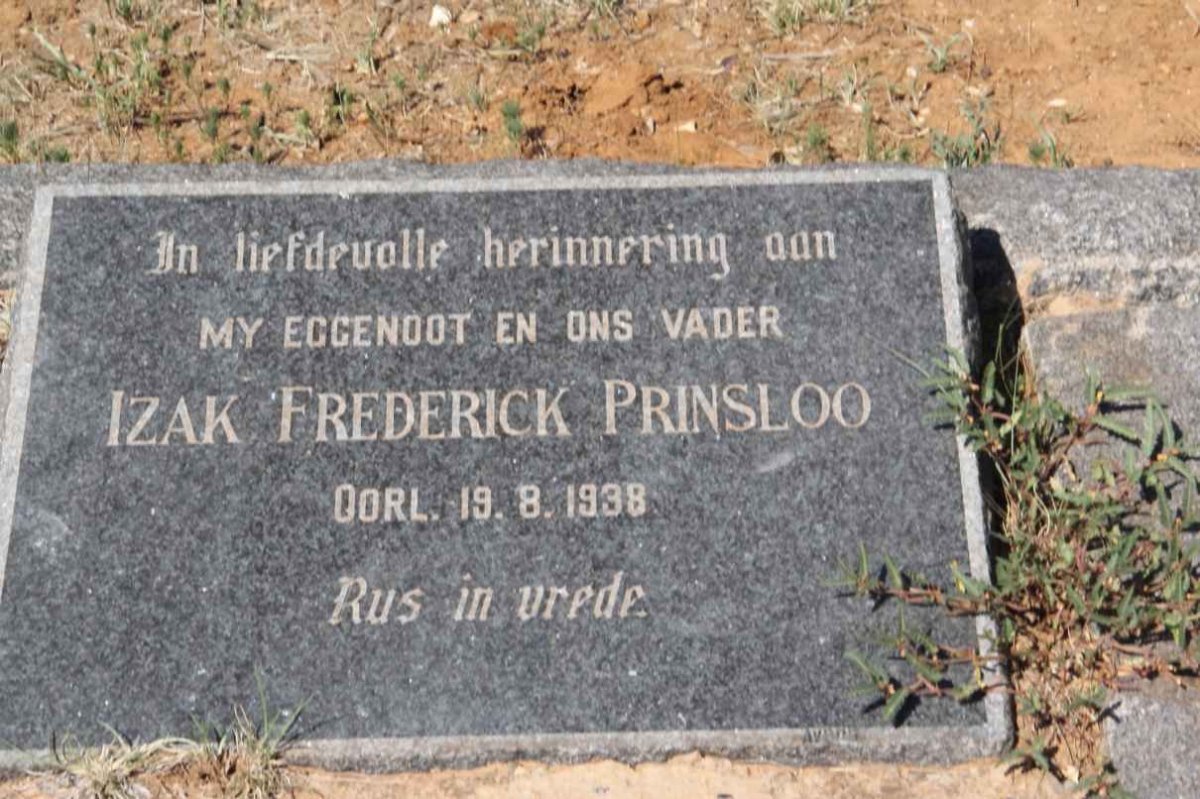 In liefdevolle herinnering aan
MY EGGENOOT EN ONS VADER
IZAK FREDERICK PRINSLOO
OORL. 19. 8. 1938
Rus in vrede.